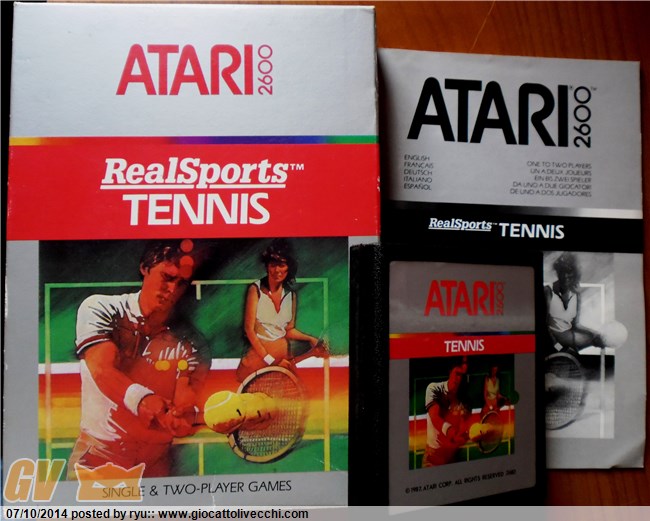 ATARI 2600
RealSports™
TENNIS
SINGLE & TWO-PLAYER GAMES
ATARI® 2600™
ENGLISH
FRANÇAIS
DEUTSCH
ITALIANO
ESPAÑOL
ONE TO TWO PLAYERS
UN A DEUX JOUEURS
EIN BIS ZWEI SPIELER
DA UNO A DUE GIOCATORI
DE UNO A DOS JUGADORES
RealSports™ TENNIS
ATARI 2600
TENNIS
© 1983 ATARI CORP. ALL RIGHTS RESERVED
GV
07/10/2014 posted by ryu:: www.giocattolivecchi.com